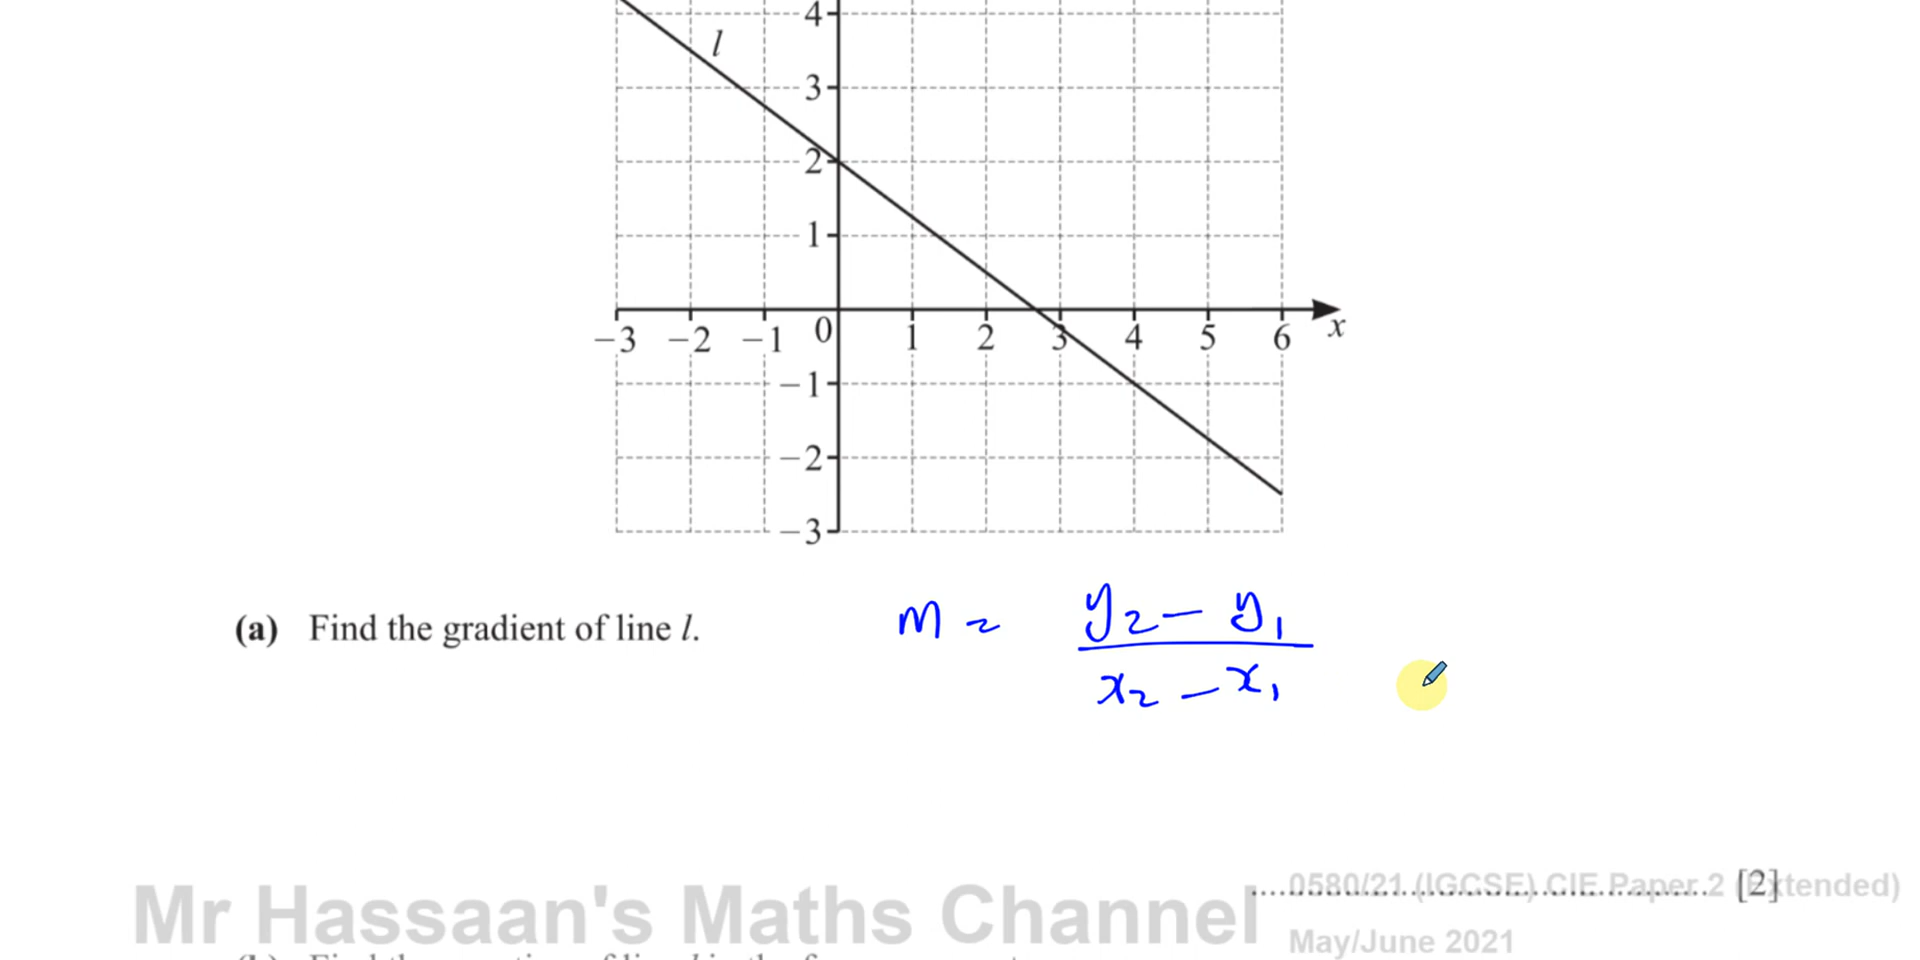 4
l
3
2
1
−3 −2 −1 0 1 2 3 4 5 6 x
−1
−2
−3
(a) Find the gradient of line l.
m = y2 − y1
x2 − x1
[2]
Mr Hassaan's Maths Channel
0580/21 (IGCSE) CIE Paper 2 (Extended)
May/June 2021